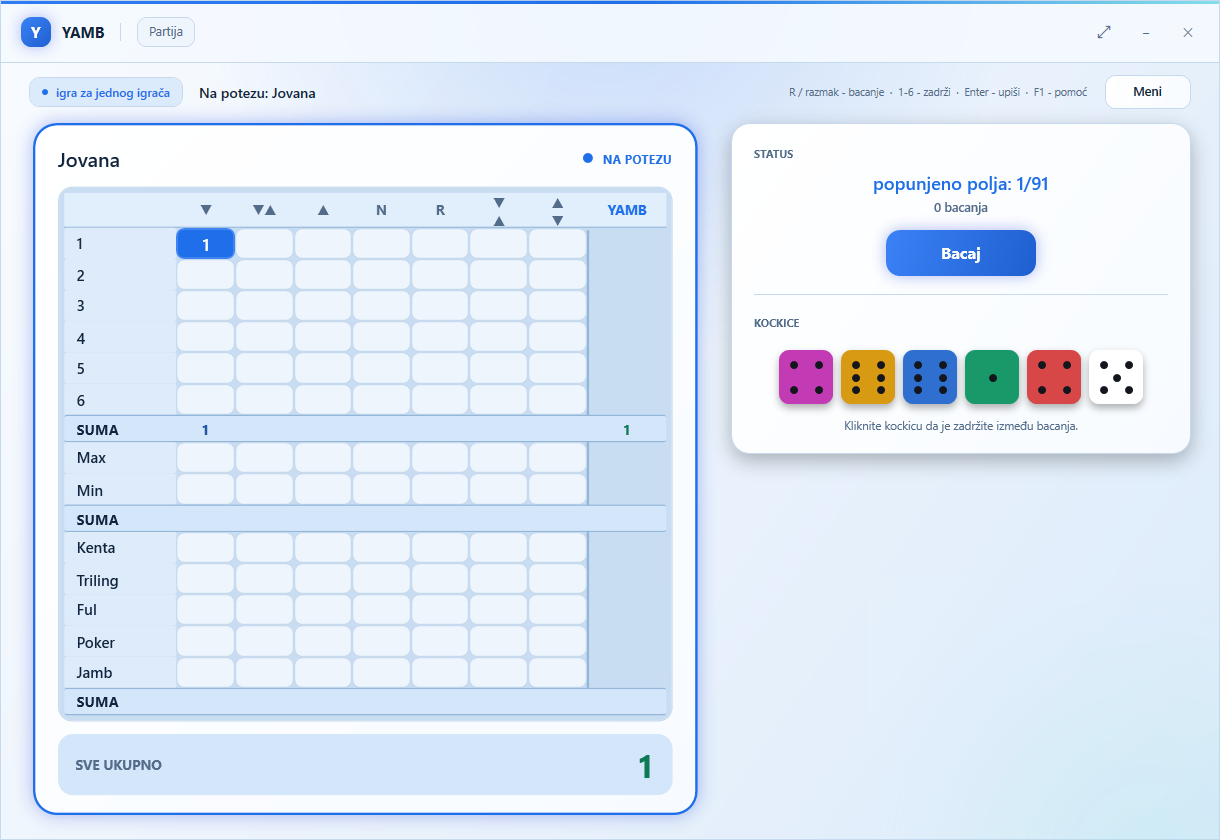 Y YAMB Partija
igra za jednog igrača Na potezu: Jovana
R / razmak - bacanje · 1-6 - zadrži · Enter - upiši · F1 - pomoć Meni
Jovana NA POTEZU
▼ ▼▲ ▲ N R ▼▲ ▲▼ YAMB
1 1
2
3
4
5
6
SUMA 1 1
Max
Min
SUMA
Kenta
Triling
Ful
Poker
Jamb
SUMA
SVE UKUPNO 1
STATUS
popunjeno polja: 1/91
0 bacanja
Bacaj
KOCKICE
Kliknite kockicu da je zadržite između bacanja.